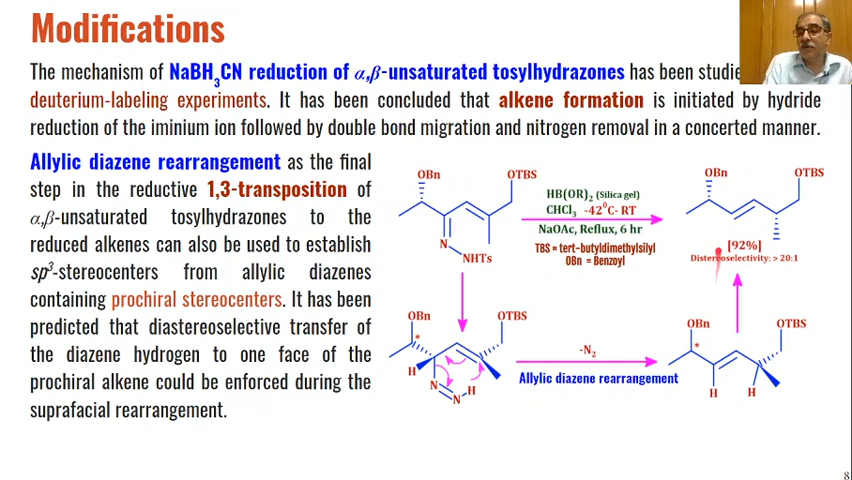 Modifications
The mechanism of NaBH3CN reduction of α,β-unsaturated tosylhydrazones has been studie
deuterium-labeling experiments. It has been concluded that alkene formation is initiated by hydride
reduction of the iminium ion followed by double bond migration and nitrogen removal in a concerted manner.
Allylic diazene rearrangement as the final
step in the reductive 1,3-transposition of
α,β-unsaturated tosylhydrazones to the
reduced alkenes can also be used to establish
sp3-stereocenters from allylic diazenes
containing prochiral stereocenters. It has been
predicted that diastereoselective transfer of
the diazene hydrogen to one face of the
prochiral alkene could be enforced during the
suprafacial rearrangement.
OBn
OTBS
N
NHTs
HB(OR)2 (Silica gel)
CHCl3 -42°C- RT
NaOAc, Reflux, 6 hr
TBS = tert-butyldimethylsilyl
OBn = Benzoyl
OBn
OTBS
[92%]
Distereoselectivity: > 20:1
OBn
OTBS
*
H
N
N
H
-N2
Allylic diazene rearrangement
OBn
OTBS
*
H
H
8